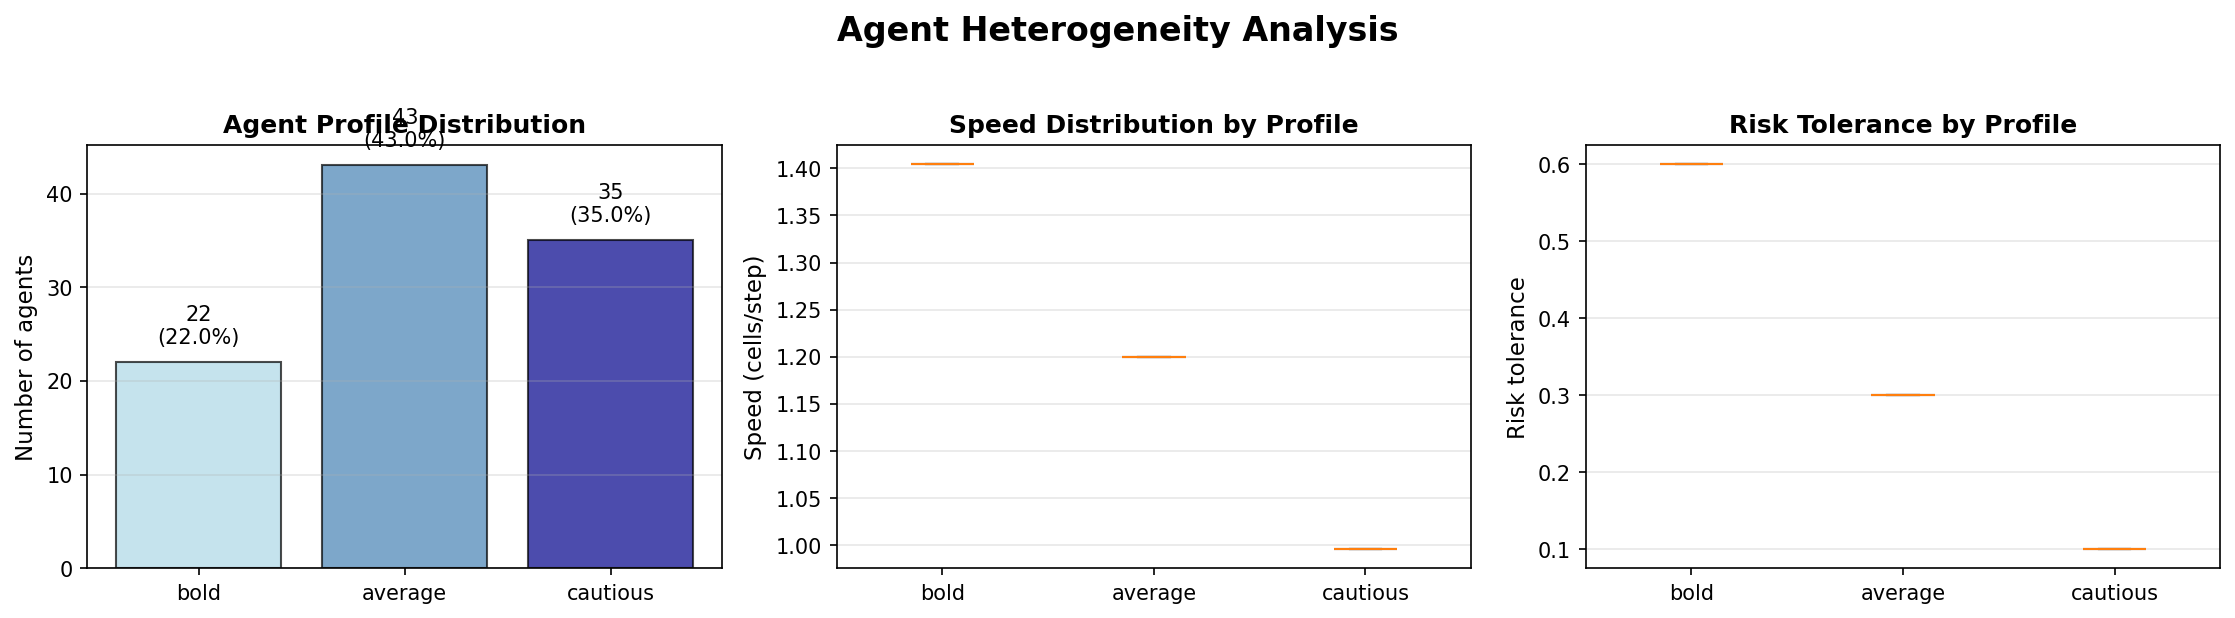 Agent Heterogeneity Analysis
Agent Profile Distribution
Number of agents
40
30
20
10
0
22
(22.0%)
43
(43.0%)
35
(35.0%)
bold
average
cautious
Speed Distribution by Profile
Speed (cells/step)
1.40
1.35
1.30
1.25
1.20
1.15
1.10
1.05
1.00
bold
average
cautious
Risk Tolerance by Profile
Risk tolerance
0.6
0.5
0.4
0.3
0.2
0.1
bold
average
cautious